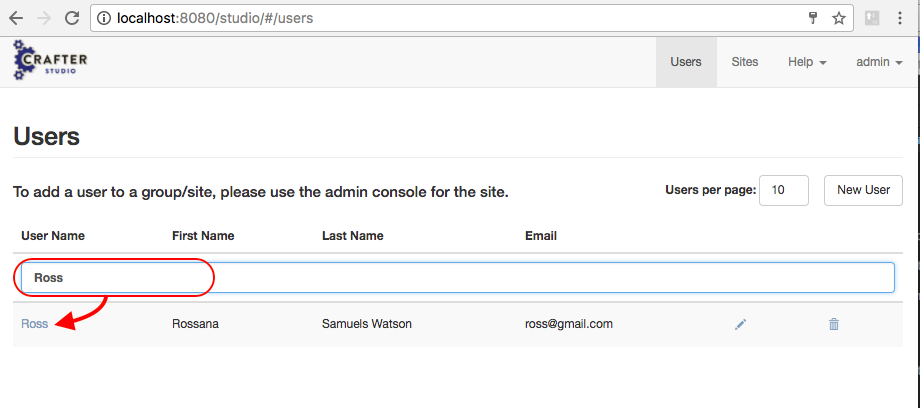 localhost:8080/studio/#/users
CRAFTER
STUDIO
Users Sites Help admin
Users
To add a user to a group/site, please use the admin console for the site. Users per page: 10 New User
User Name First Name Last Name Email
Ross
Ross Rossana Samuels Watson ross@gmail.com